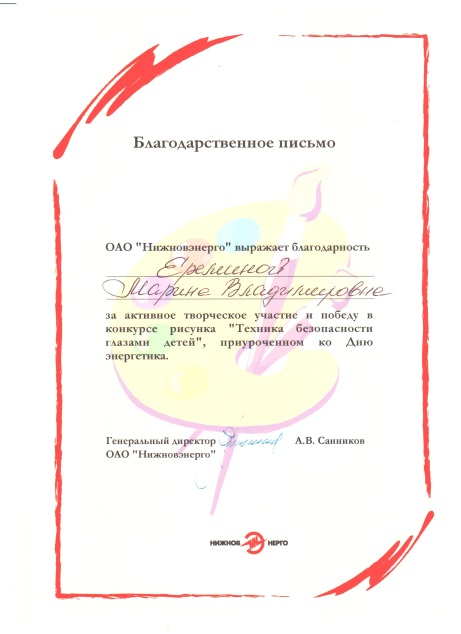 Благодарственное письмо
ОАО "Нижновэнерго" выражает благодарность
Ереминой
Марине Владимировне
за активное творческое участие и победу в
конкурсе рисунка "Техника безопасности
глазами детей", приуроченном ко Дню
энергетика.
Генеральный директор А.В. Санников
ОАО "Нижновэнерго"
НИЖНОВ ЭНЕРГО